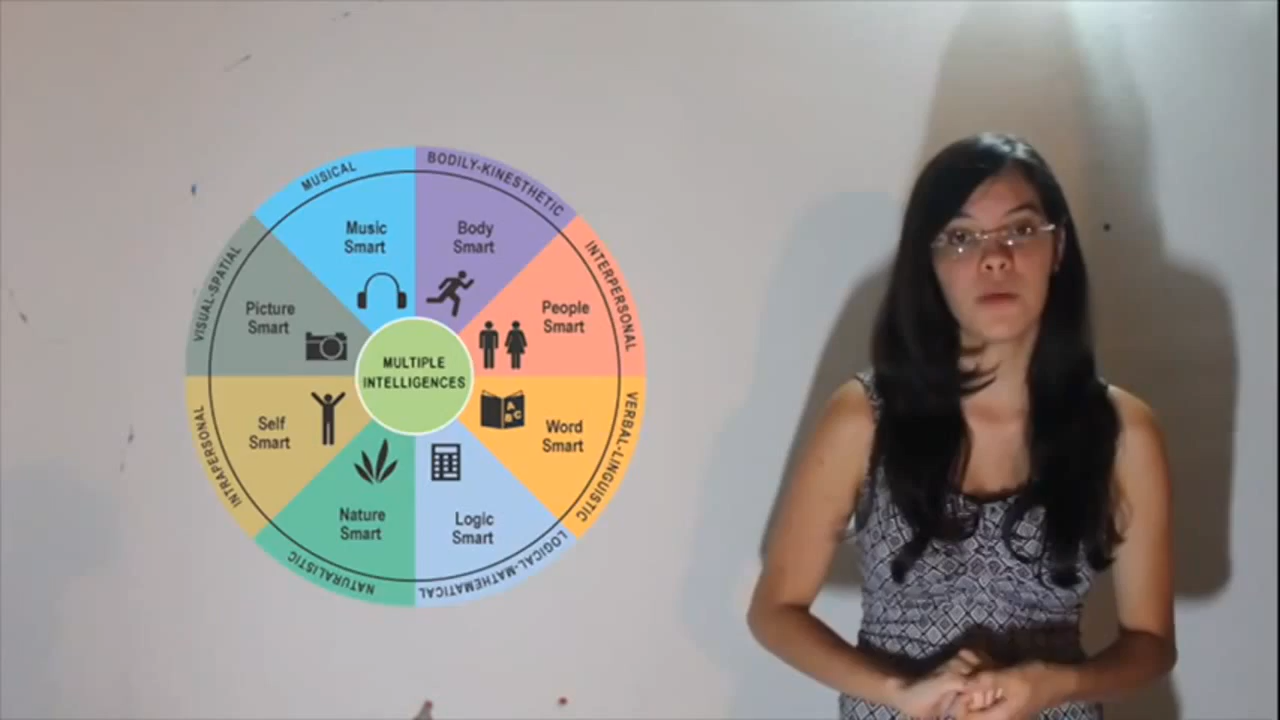 MUSICAL
BODILY-KINESTHETIC
Music
Smart
Body
Smart
VISUAL-SPATIAL
INTERPERSONAL
Picture
Smart
People
Smart
MULTIPLE
INTELLIGENCES
A
B C
Self
Smart
Word
Smart
INTRAPERSONAL
VERBAL-LINGUISTIC
Nature
Smart
Logic
Smart
NATURALISTIC
LOGICAL-MATHEMATICAL